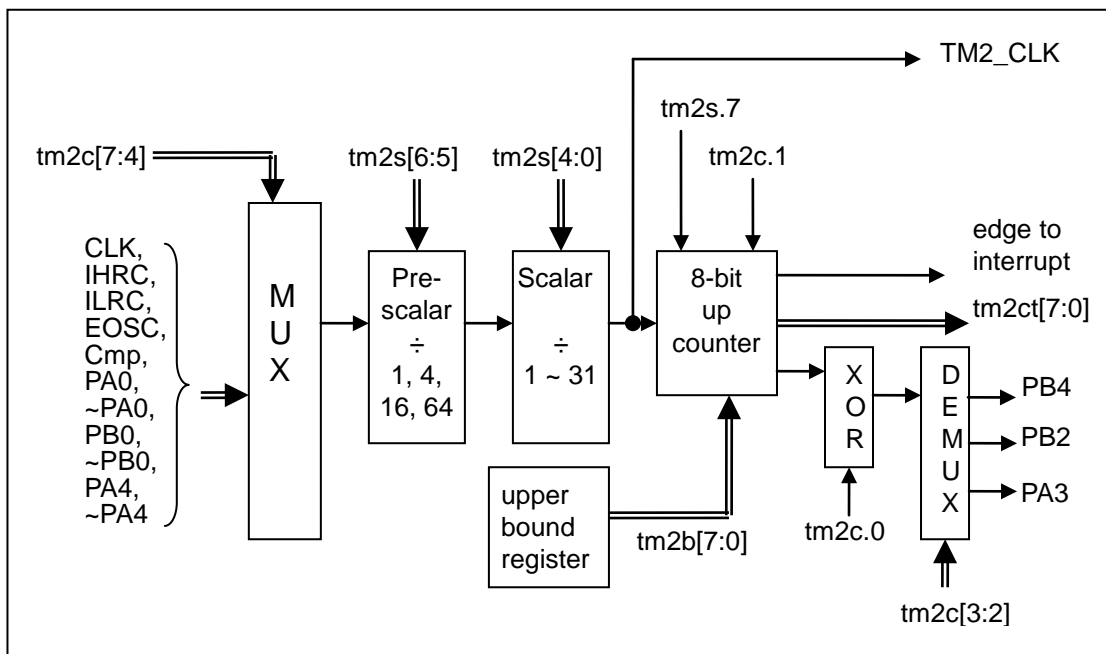 TM2_CLK
tm2s.7
tm2c[7:4]
tm2s[6:5]
tm2s[4:0]
tm2c.1
CLK,
IHRC,
ILRC,
EOSC,
Cmp,
PA0,
~PA0,
PB0,
~PB0,
PA4,
~PA4
M
U
X
Pre-
scalar
÷
1, 4,
16, 64
Scalar
÷
1 ~ 31
8-bit
up
counter
edge to
interrupt
tm2ct[7:0]
X
O
R
D
E
M
U
X
PB4
PB2
PA3
upper
bound
register
tm2b[7:0]
tm2c.0
tm2c[3:2]